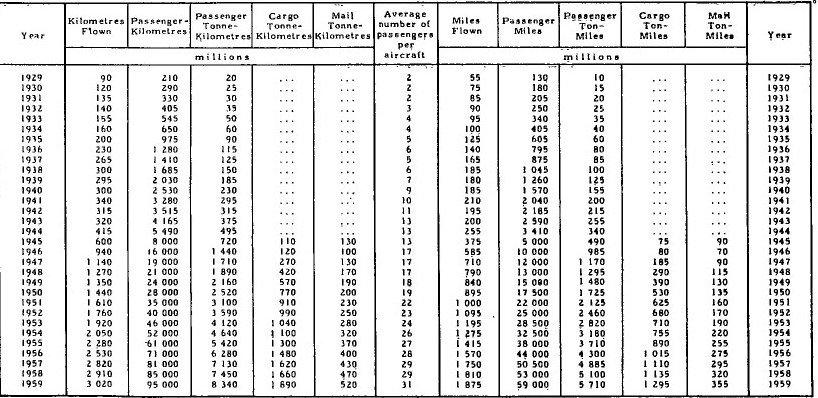 Year Kilometres Flown Passenger-Kilometres Passenger Tonne-Kilometres Cargo Tonne-Kilometres Mail Tonne-Kilometres Average number of passengers per aircraft Miles Flown Passenger Miles Passenger Ton-Miles Cargo Ton-Miles Mail Ton-Miles Year
millions millions
1929 90 210 20 ... ... 2 55 130 10 ... ... 1929
1930 120 290 25 ... ... 2 75 180 15 ... ... 1930
1931 135 330 30 ... ... 2 85 205 20 ... ... 1931
1932 140 405 35 ... ... 3 90 250 25 ... ... 1932
1933 155 545 50 ... ... 4 95 340 35 ... ... 1933
1934 160 650 60 ... ... 4 100 405 40 ... ... 1934
1935 200 975 90 ... ... 5 125 605 60 ... ... 1935
1936 230 1 280 115 ... ... 6 140 795 80 ... ... 1936
1937 265 1 410 125 ... ... 5 165 875 85 ... ... 1937
1938 300 1 685 150 ... ... 6 185 1 045 100 ... ... 1938
1939 295 2 030 185 ... ... 7 180 1 260 125 ... ... 1939
1940 300 2 530 230 ... ... 9 185 1 570 155 ... ... 1940
1941 340 3 280 295 ... ... 10 210 2 040 200 ... ... 1941
1942 315 3 515 315 ... ... 11 195 2 185 215 ... ... 1942
1943 320 4 165 375 ... ... 13 200 2 590 255 ... ... 1943
1944 415 5 490 495 ... ... 13 255 3 410 340 ... ... 1944
1945 600 8 000 720 110 130 13 375 5 000 490 75 90 1945
1946 940 16 000 1 440 120 100 17 585 10 000 985 80 70 1946
1947 1 140 19 000 1 710 270 130 17 710 12 000 1 170 185 90 1947
1948 1 270 21 000 1 890 420 170 17 790 13 000 1 295 290 115 1948
1949 1 350 24 000 2 160 570 190 18 840 15 000 1 480 390 130 1949
1950 1 440 28 000 2 520 770 200 19 895 17 500 1 725 530 135 1950
1951 1 610 35 000 3 100 910 230 22 1 000 22 000 2 125 625 160 1951
1952 1 760 40 000 3 590 990 250 23 1 095 25 000 2 460 680 170 1952
1953 1 920 46 000 4 120 1 040 280 24 1 195 28 500 2 820 710 190 1953
1954 2 050 52 000 4 640 1 100 320 26 1 275 32 500 3 180 755 220 1954
1955 2 280 61 000 5 420 1 300 370 27 1 415 38 000 3 710 890 255 1955
1956 2 530 71 000 6 280 1 480 400 28 1 570 44 000 4 300 1 015 275 1956
1957 2 820 81 000 7 130 1 620 430 29 1 750 50 500 4 885 1 110 295 1957
1958 2 910 85 000 7 450 1 660 470 29 1 810 53 000 5 100 1 135 320 1958
1959 3 020 95 000 8 340 1 890 520 31 1 875 59 000 5 710 1 295 355 1959